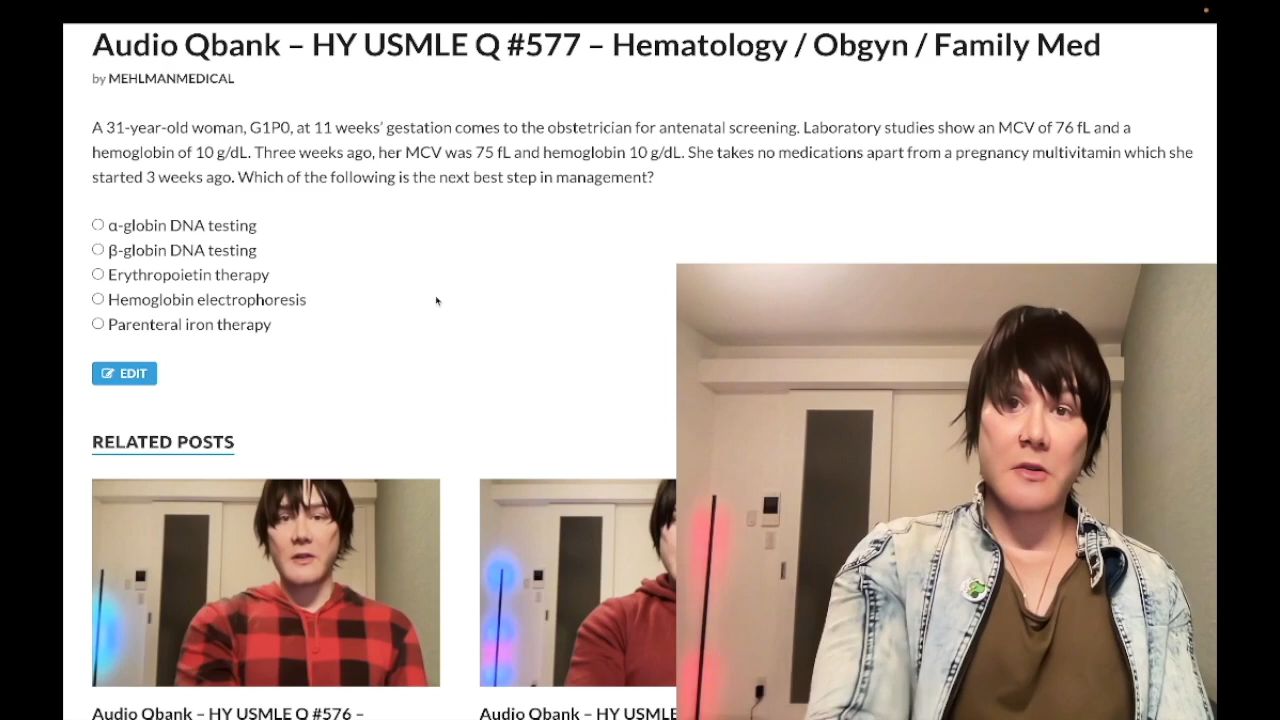 Audio Qbank – HY USMLE Q #577 – Hematology / Obgyn / Family Med
by MEHLMANMEDICAL
A 31-year-old woman, G1P0, at 11 weeks’ gestation comes to the obstetrician for antenatal screening. Laboratory studies show an MCV of 76 fL and a
hemoglobin of 10 g/dL. Three weeks ago, her MCV was 75 fL and hemoglobin 10 g/dL. She takes no medications apart from a pregnancy multivitamin which she
started 3 weeks ago. Which of the following is the next best step in management?
α-globin DNA testing
β-globin DNA testing
Erythropoietin therapy
Hemoglobin electrophoresis
Parenteral iron therapy
EDIT
RELATED POSTS
Audio Qbank – HY USMLE Q #576 –
Audio Qbank – HY USMLE